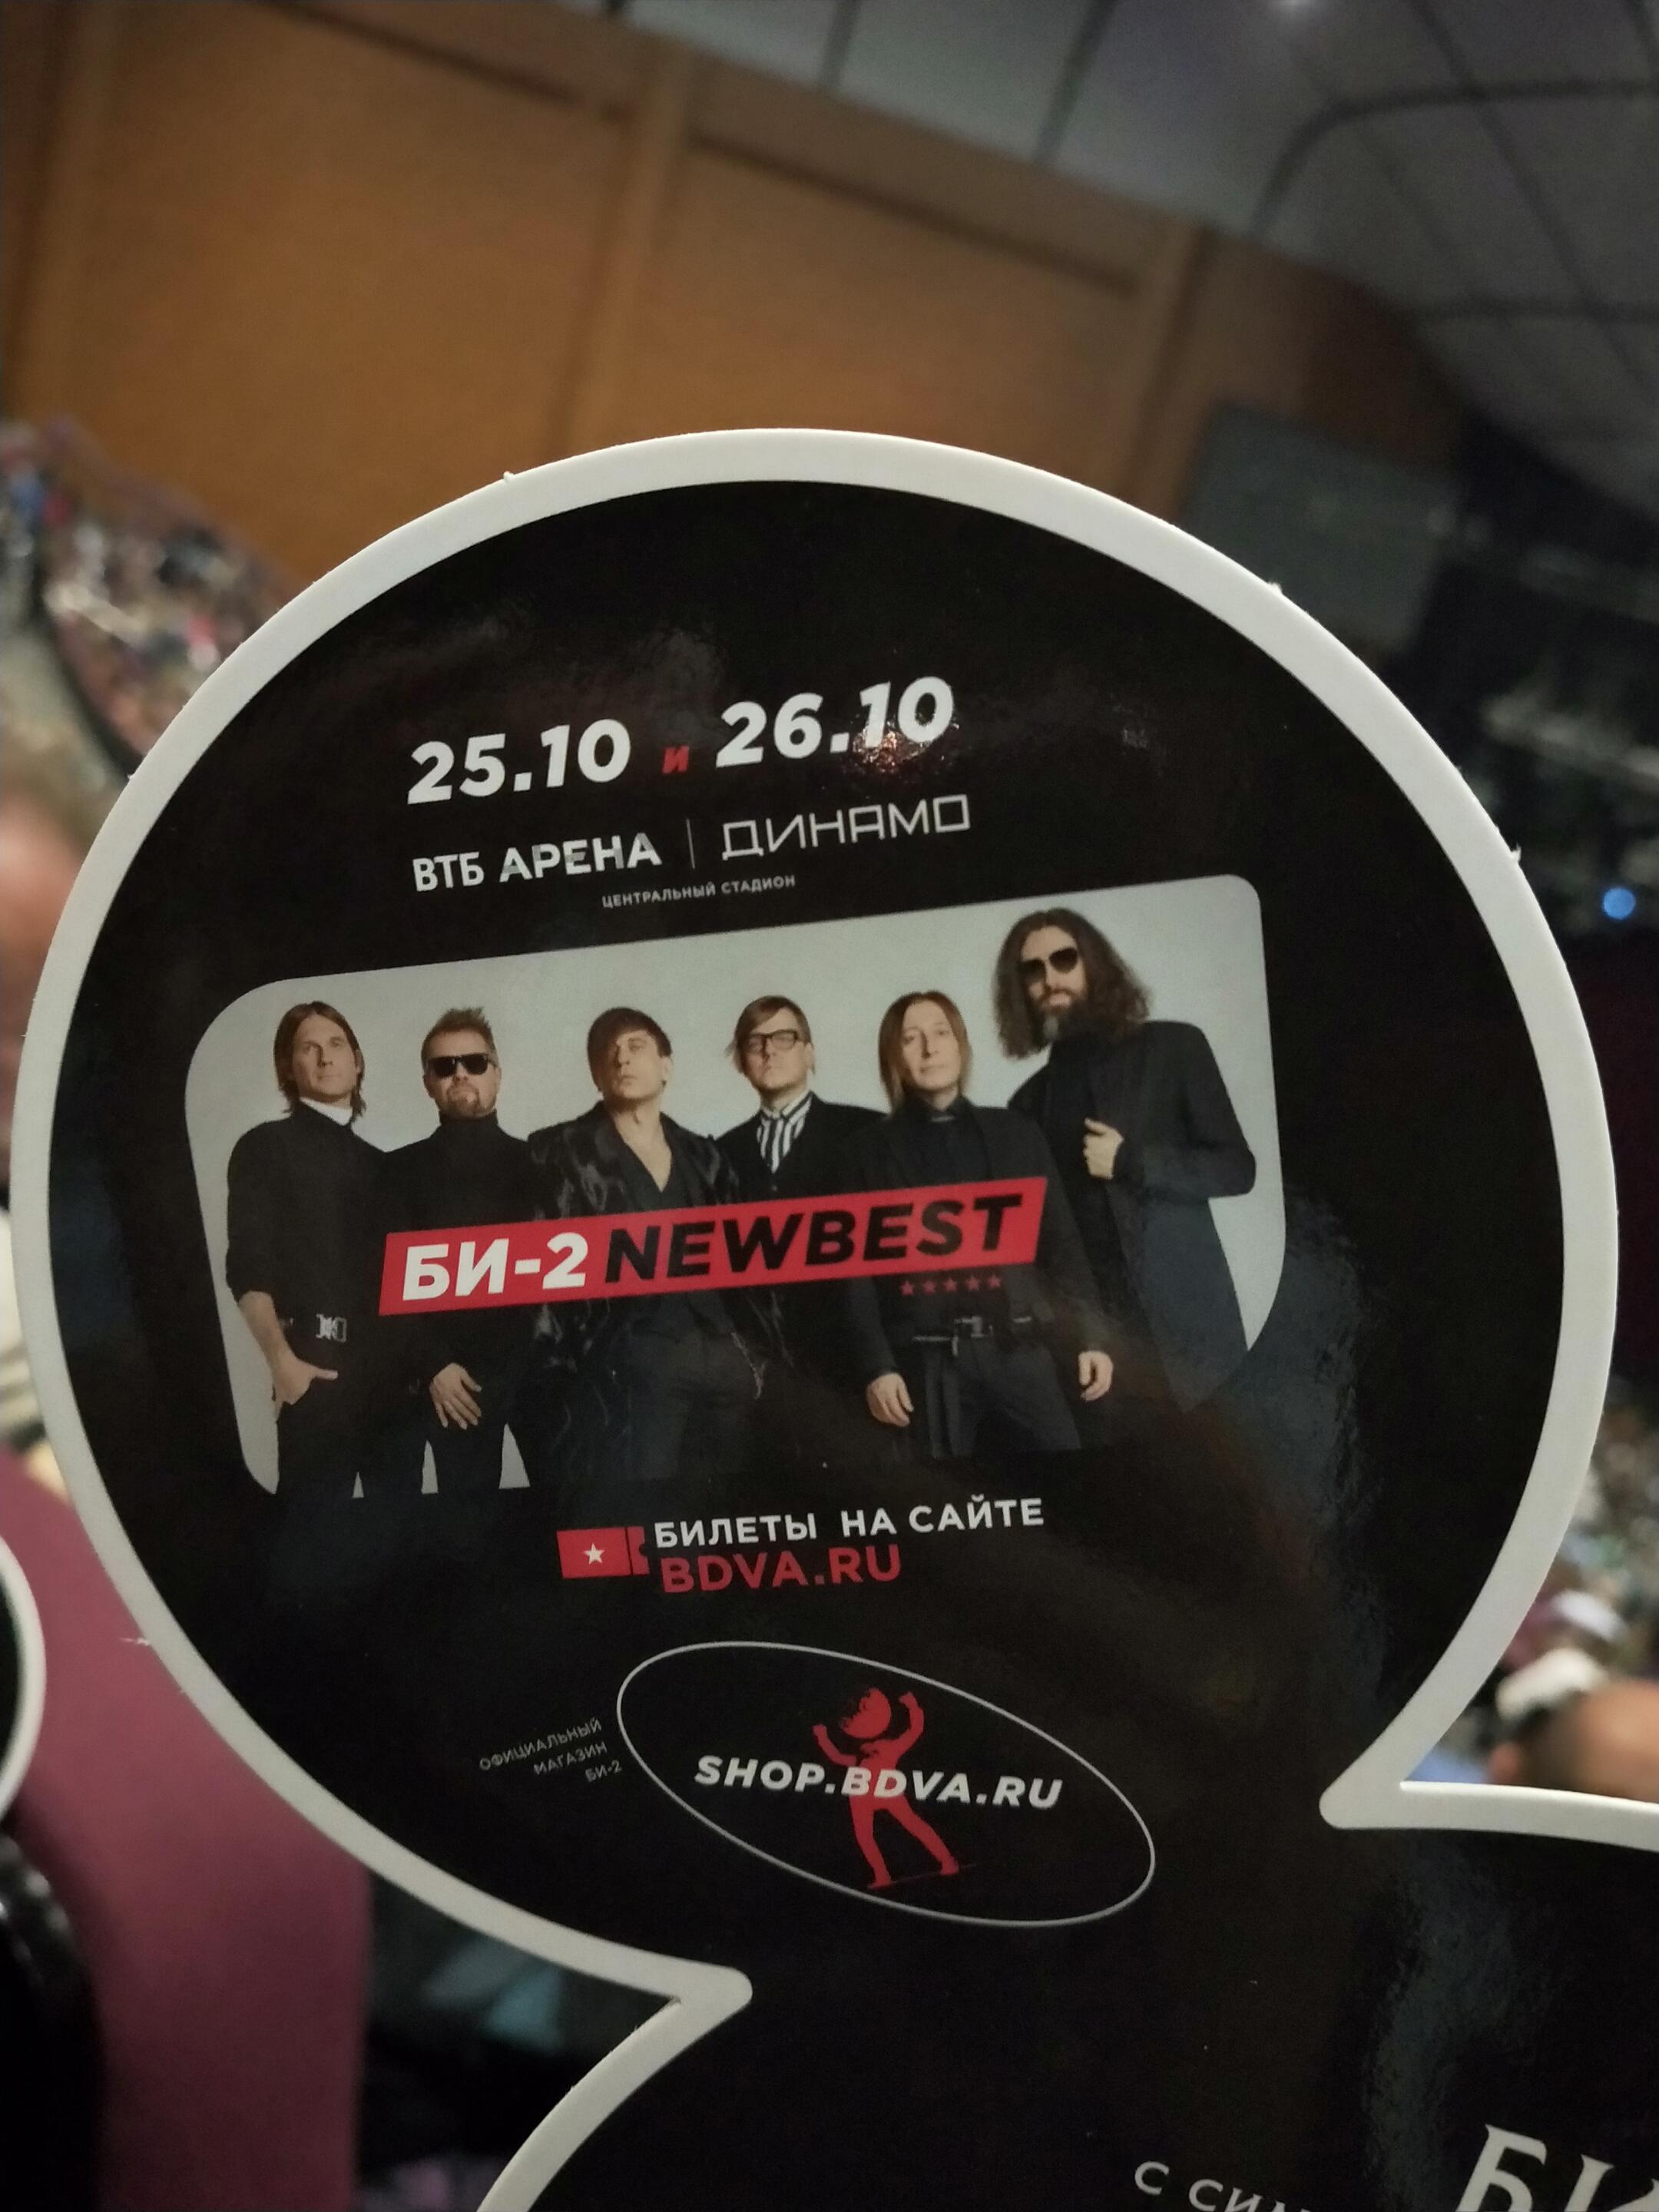 25.10 и 26.10
ВТБ АРЕНА | ДИНАМО
ЦЕНТРАЛЬНЫЙ СТАДИОН
БИ-2 NEWBEST
БИЛЕТЫ НА САЙТЕ
BDVA.RU
ОФИЦИАЛЬНЫЙ
МАГАЗИН
БИ-2
SHOP.BDVA.RU
БИ
С